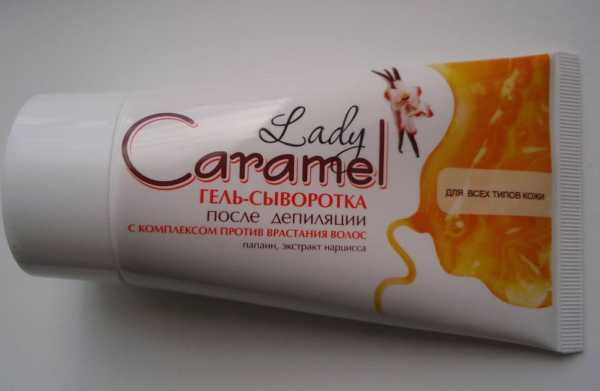 Lady
Caramel
ГЕЛЬ-СЫВОРОТКА
ПОСЛЕ ДЕПИЛЯЦИИ
С КОМПЛЕКСОМ ПРОТИВ ВРАСТАНИЯ ВОЛОС
папаин, экстракт нарцисса
ДЛЯ ВСЕХ ТИПОВ КОЖИ